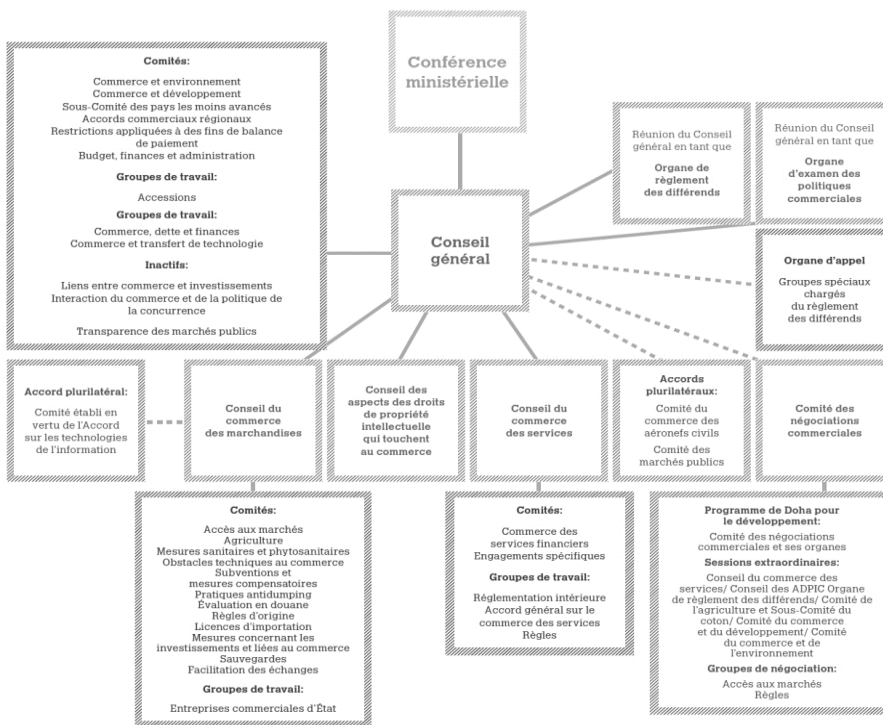 Conférence
ministérielle
Comités:
Commerce et environnement
Commerce et développement
Sous-Comité des pays les moins avancés
Accords commerciaux régionaux
Restrictions appliquées à des fins de balance
de paiement
Budget, finances et administration
Groupes de travail:
Accessions
Groupes de travail:
Commerce, dette et finances
Commerce et transfert de technologie
Inactifs:
Liens entre commerce et investissements
Interaction du commerce et de la politique de
la concurrence
Transparence des marchés publics
Conseil
général
Réunion du Conseil
général en tant que
Organe de
règlement
des différends
Réunion du Conseil
général en tant que
Organe
d'examen des
politiques
commerciales
Organe d'appel
Groupes spéciaux
chargés
du règlement
des différends
Accord plurilatéral:
Comité établi en
vertu de l'Accord
sur les technologies
de l'information
Conseil du
commerce
des marchandises
Conseil des
aspects des droits
de propriété
intellectuelle
qui touchent
au commerce
Conseil du
commerce
des services
Accords
plurilatéraux:
Comité du
commerce des
aéronefs civils
Comité des
marchés publics
Comité des
négociations
commerciales
Comités:
Accès aux marchés
Agriculture
Mesures sanitaires et phytosanitaires
Obstacles techniques au commerce
Subventions et
mesures compensatoires
Pratiques antidumping
Évaluation en douane
Règles d'origine
Licences d'importation
Mesures concernant les
investissements et liées au commerce
Sauvegardes
Facilitation des échanges
Groupes de travail:
Entreprises commerciales d'État
Comités:
Commerce des
services financiers
Engagements spécifiques
Groupes de travail:
Réglementation intérieure
Accord général sur le
commerce des services
Règles
Programme de Doha pour
le développement:
Comité des négociations
commerciales et ses organes
Sessions extraordinaires:
Conseil du commerce des
services/ Conseil des ADPIC Organe
de règlement des différends/ Comité de
l'agriculture et Sous-Comité du
coton/ Comité du commerce
et du développement/ Comité
du commerce et de
l'environnement
Groupes de négociation:
Accès aux marchés
Règles